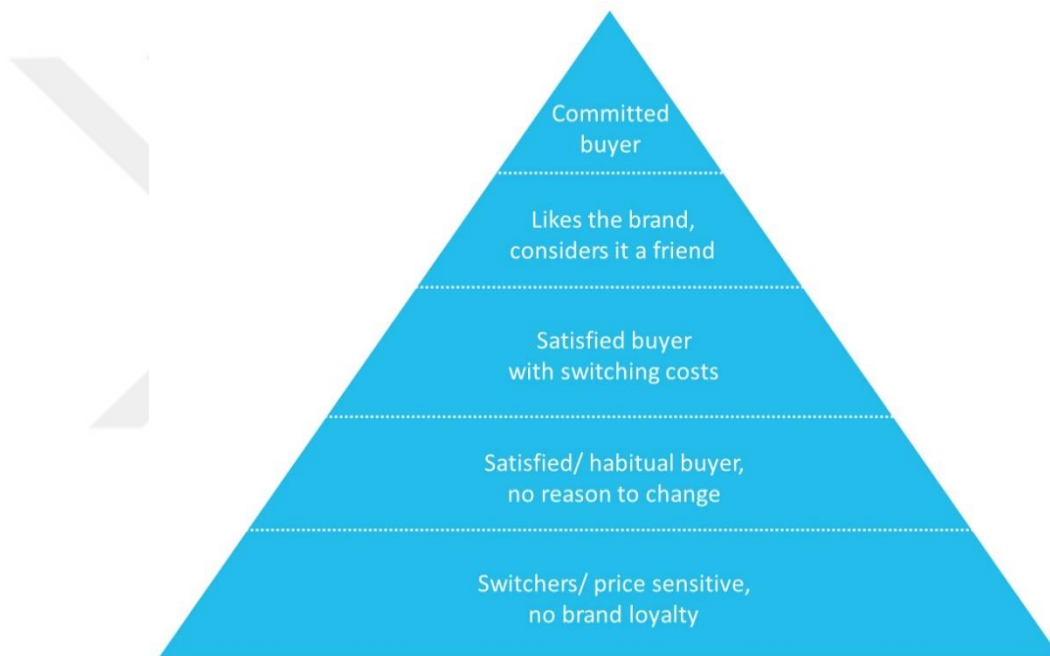 Committed
buyer
Likes the brand,
considers it a friend
Satisfied buyer
with switching costs
Satisfied/ habitual buyer,
no reason to change
Switchers/ price sensitive,
no brand loyalty